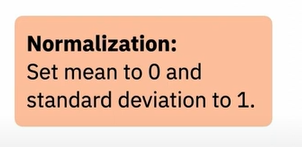 Normalization:
Set mean to 0 and
standard deviation to 1.